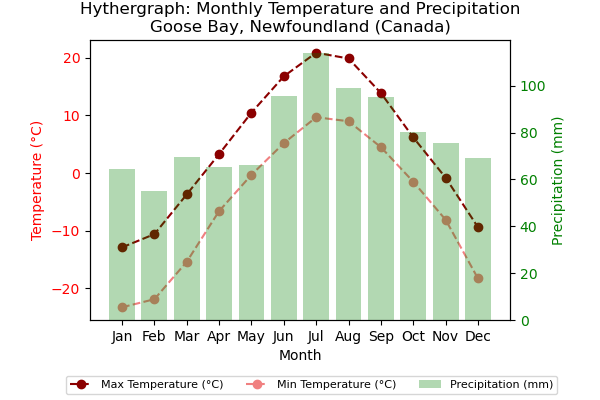 Hythergraph: Monthly Temperature and Precipitation
Goose Bay, Newfoundland (Canada)
Temperature (°C)
20
10
0
−10
−20
100
80
60
40
20
0
Precipitation (mm)
Jan Feb Mar Apr May Jun Jul Aug Sep Oct Nov Dec
Month
Max Temperature (°C) Min Temperature (°C) Precipitation (mm)